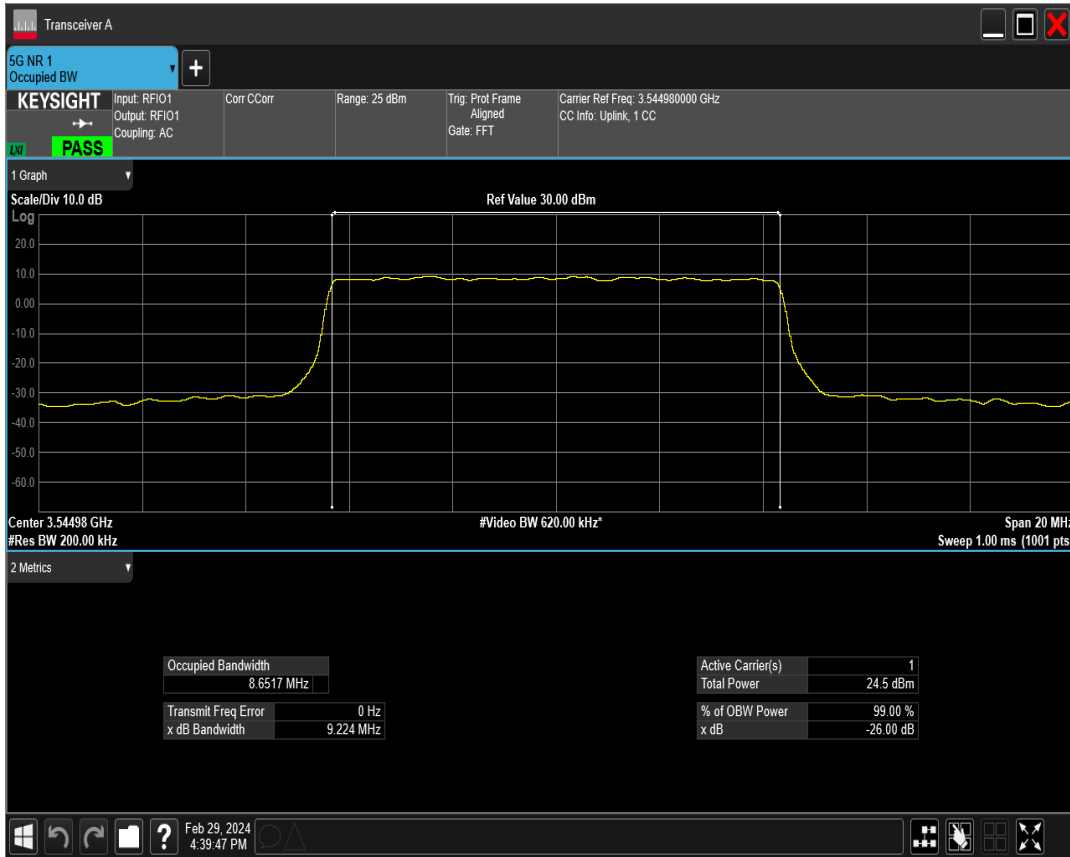 Transceiver A
5G NR 1
Occupied BW
KEYSIGHT
LXI
PASS
Input: RFIO1
Output: RFIO1
Coupling: AC
Corr CCorr
Range: 25 dBm
Trig: Prot Frame
Aligned
Gate: FFT
Carrier Ref Freq: 3.544980000 GHz
CC Info: Uplink, 1 CC
1 Graph
Scale/Div 10.0 dB
Ref Value 30.00 dBm
Log
20.0
10.0
0.00
-10.0
-20.0
-30.0
-40.0
-50.0
-60.0
Center 3.54498 GHz
#Video BW 620.00 kHz*
Span 20 MHz
#Res BW 200.00 kHz
Sweep 1.00 ms (1001 pts
2 Metrics
Occupied Bandwidth
8.6517 MHz
Transmit Freq Error 0 Hz
x dB Bandwidth 9.224 MHz
Active Carrier(s) 1
Total Power 24.5 dBm
% of OBW Power 99.00 %
x dB -26.00 dB
?
Feb 29, 2024
4:39:47 PM